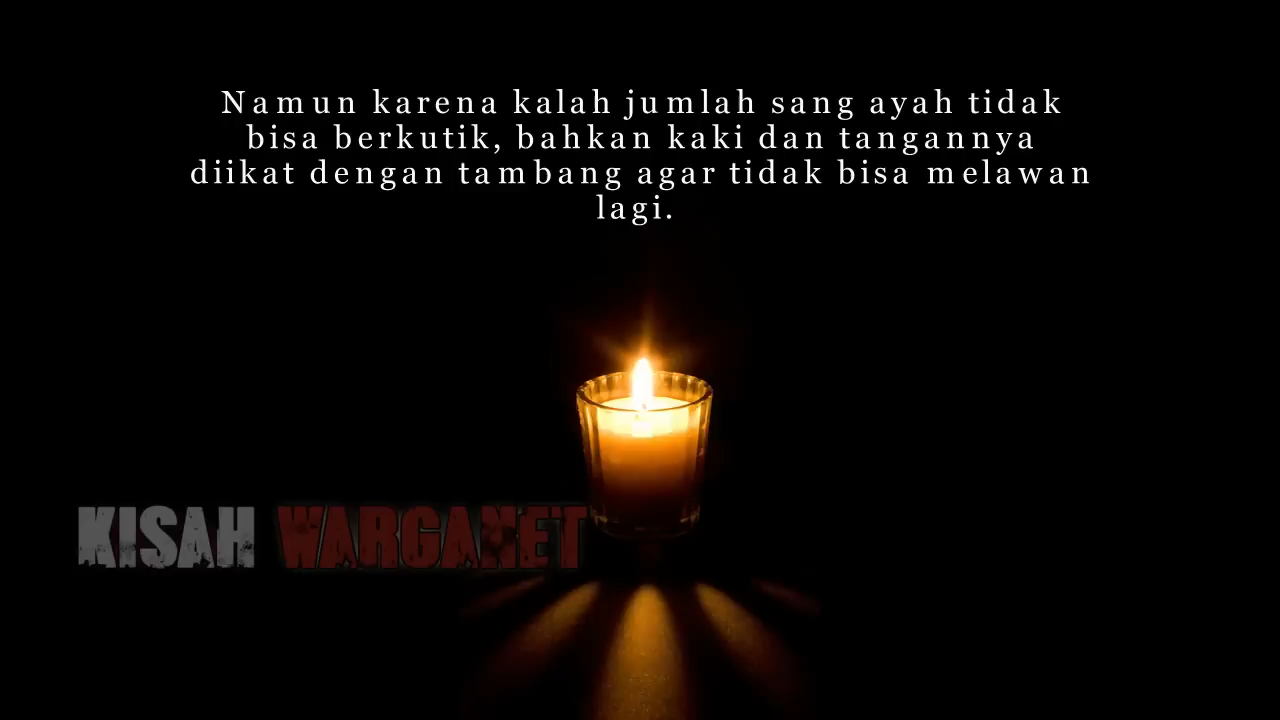 Namun karena kalah jumlah sang ayah tidak
bisa berkutik, bahkan kaki dan tangannya
diikat dengan tambang agar tidak bisa melawan
lagi.
KISAH WARGANET